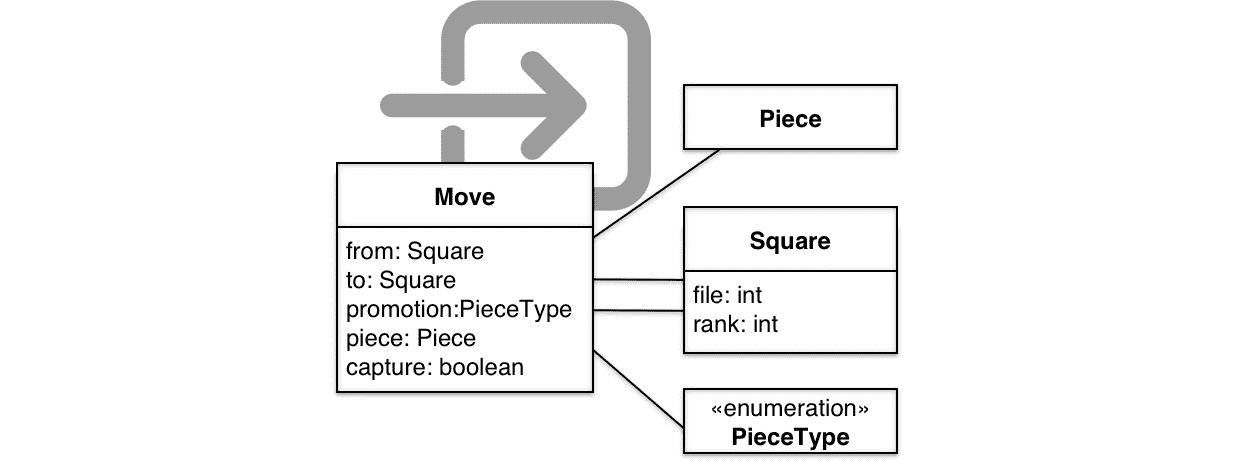 Move
from: Square
to: Square
promotion:PieceType
piece: Piece
capture: boolean
Piece
Square
file: int
rank: int
«enumeration»
PieceType